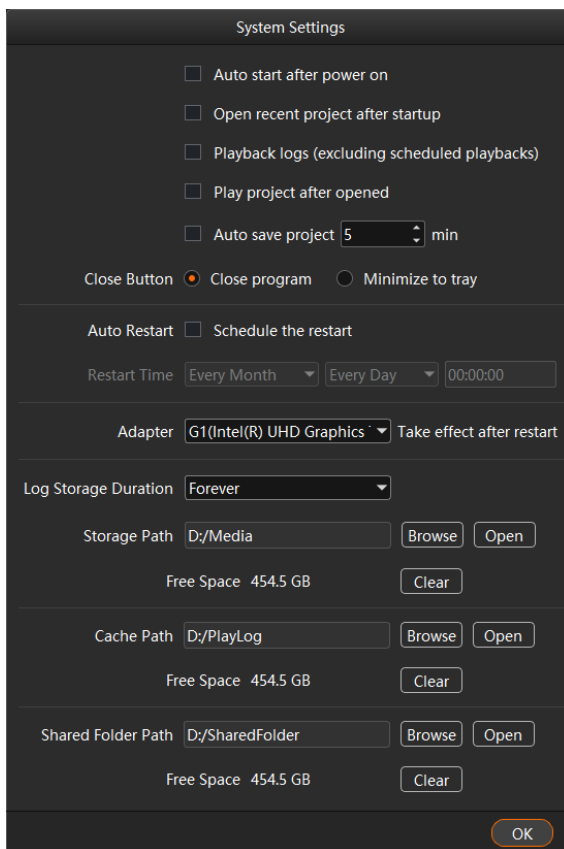 System Settings
Auto start after power on
Open recent project after startup
Playback logs (excluding scheduled playbacks)
Play project after opened
Auto save project 5 min
Close Button Close program Minimize to tray
Auto Restart Schedule the restart
Restart Time Every Month Every Day 00:00:00
Adapter G1(Intel(R) UHD Graphics Take effect after restart
Log Storage Duration Forever
Storage Path D:/Media Browse Open
Free Space 454.5 GB Clear
Cache Path D:/PlayLog Browse Open
Free Space 454.5 GB Clear
Shared Folder Path D:/SharedFolder Browse Open
Free Space 454.5 GB Clear
OK